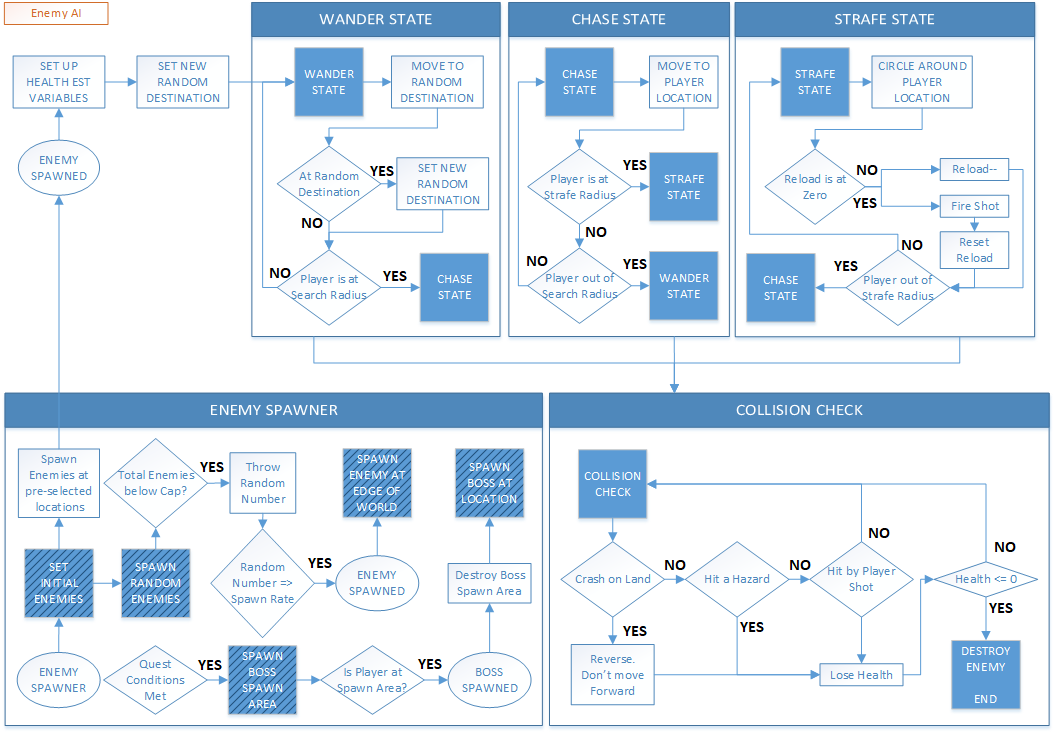 Enemy AI
SET UP
HEALTH EST
VARIABLES
SET NEW
RANDOM
DESTINATION
ENEMY
SPAWNED
WANDER STATE
WANDER
STATE
MOVE TO
RANDOM
DESTINATION
At Random
Destination
YES
SET NEW
RANDOM
DESTINATION
NO
Player is at
Search Radius
NO
YES
CHASE
STATE
CHASE STATE
CHASE
STATE
MOVE TO
PLAYER
LOCATION
Player is at
Strafe Radius
YES
STRAFE
STATE
NO
Player out of
Search Radius
NO
YES
WANDER
STATE
STRAFE STATE
STRAFE
STATE
CIRCLE AROUND
PLAYER
LOCATION
Reload is at
Zero
NO
YES
Reload--
Fire Shot
Reset
Reload
NO
Player out of
Strafe Radius
YES
CHASE
STATE
ENEMY SPAWNER
Spawn
Enemies at
pre-selected
locations
Total Enemies
below Cap?
YES
Throw
Random
Number
SPAWN
ENEMY AT
EDGE OF
WORLD
SPAWN
BOSS AT
LOCATION
SET
INITIAL
ENEMIES
SPAWN
RANDOM
ENEMIES
Random
Number =>
Spawn Rate
YES
ENEMY
SPAWNED
Destroy Boss
Spawn Area
ENEMY
SPAWNER
Quest
Conditions
Met
YES
SPAWN
BOSS
SPAWN
AREA
Is Player at
Spawn Area?
YES
BOSS
SPAWNED
COLLISION CHECK
COLLISION
CHECK
Crash on Land
NO
Hit a Hazard
NO
Hit by Player
Shot
NO
Health <= 0
NO
YES
YES
YES
Reverse.
Don't move
Forward
Lose Health
DESTROY
ENEMY
END